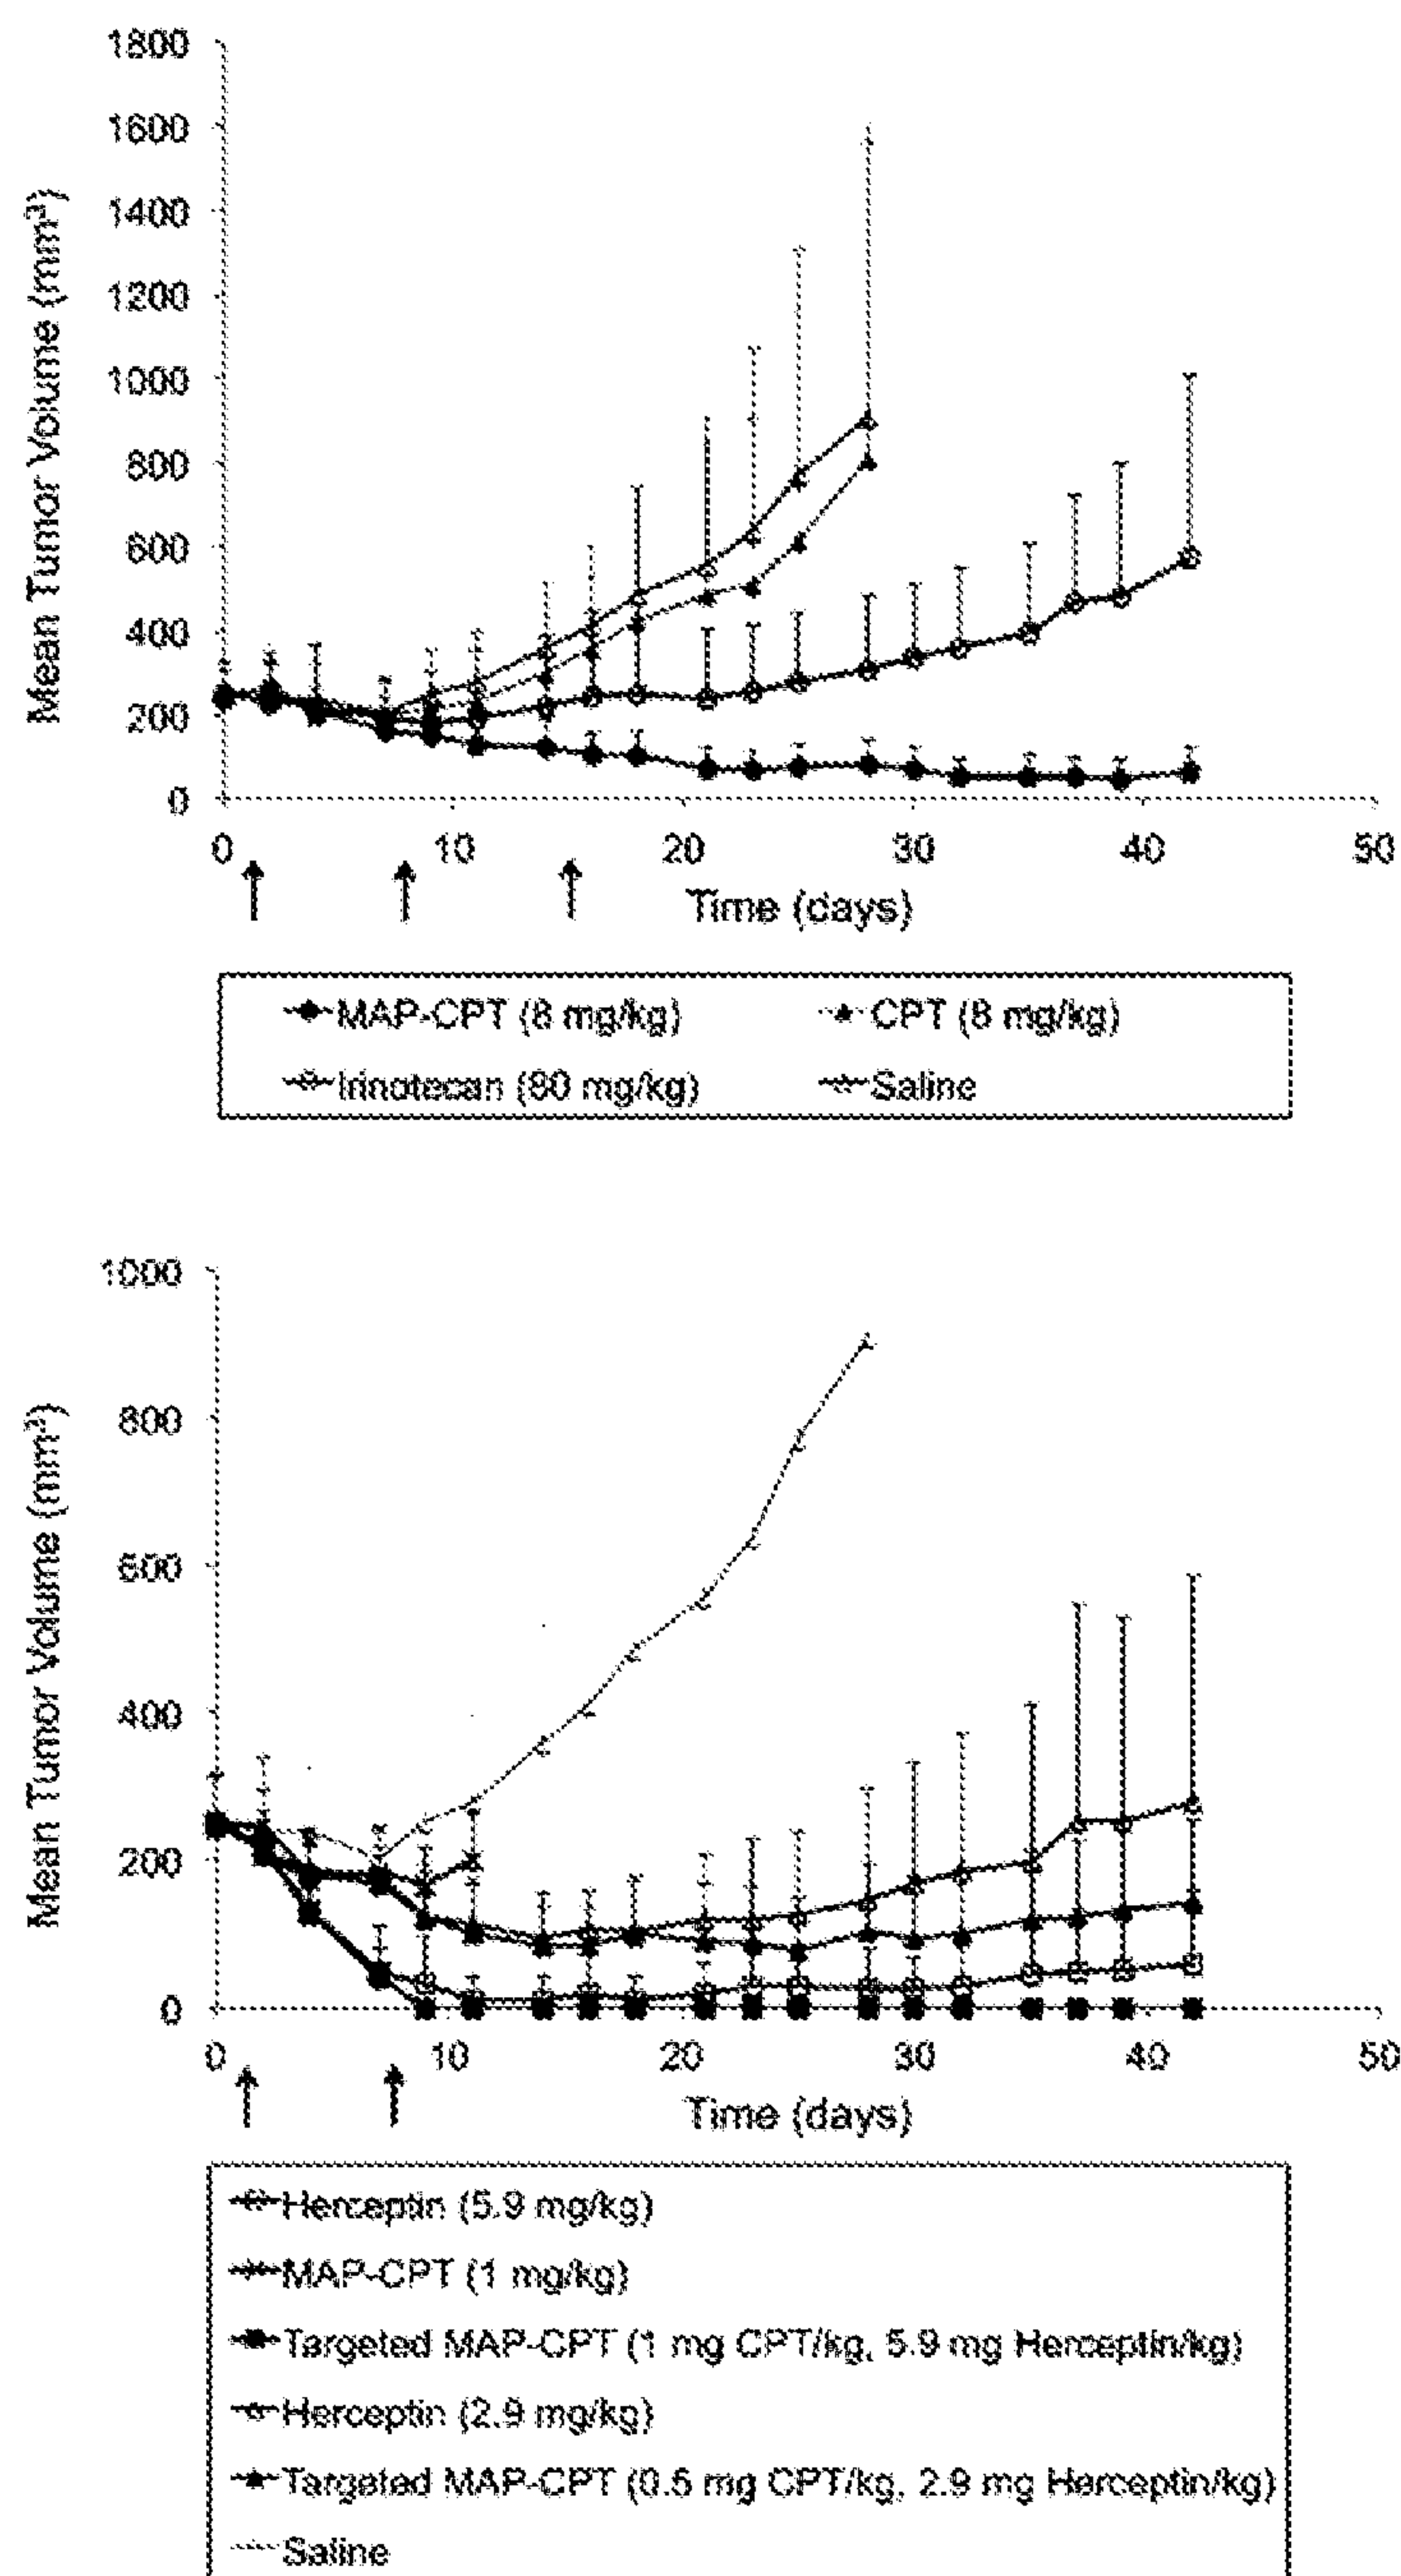 Mean Tumor Volume (mm³)
1800
1600
1400
1200
1000
800
600
400
200
0
0 10 20 30 40 50
Time (days)
MAP-CPT (8 mg/kg) CPT (8 mg/kg)
Irinotecan (80 mg/kg) Saline
Mean Tumor Volume (mm³)
1000
800
600
400
200
0
0 10 20 30 40 50
Time (days)
Herceptin (5.9 mg/kg)
MAP-CPT (1 mg/kg)
Targeted MAP-CPT (1 mg CPT/kg, 5.9 mg Herceptin/kg)
Herceptin (2.9 mg/kg)
Targeted MAP-CPT (0.5 mg CPT/kg, 2.9 mg Herceptin/kg)
Saline